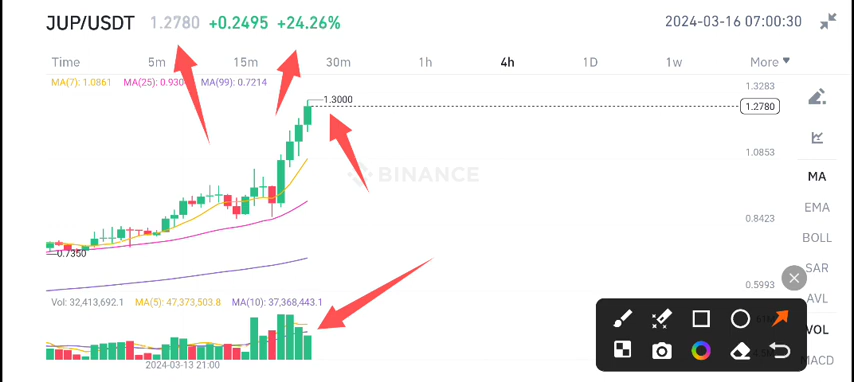 JUP/USDT 1.2780 +0.2495 +24.26% 2024-03-16 07:00:30
Time 5m 15m 30m 1h 4h 1D 1w More
MA(7): 1.0861 MA(25): 0.930 MA(99): 0.7214
1.3283
1.3000
1.2780
1.0853
BINANCE
MA
EMA
0.8423
BOLL
0.7350
SAR
0.5993
AVL
Vol: 32,413,692.1 MA(5): 47,373,503.8 MA(10): 37,368,443.1
VOL
MACD
2024-03-13 21:00